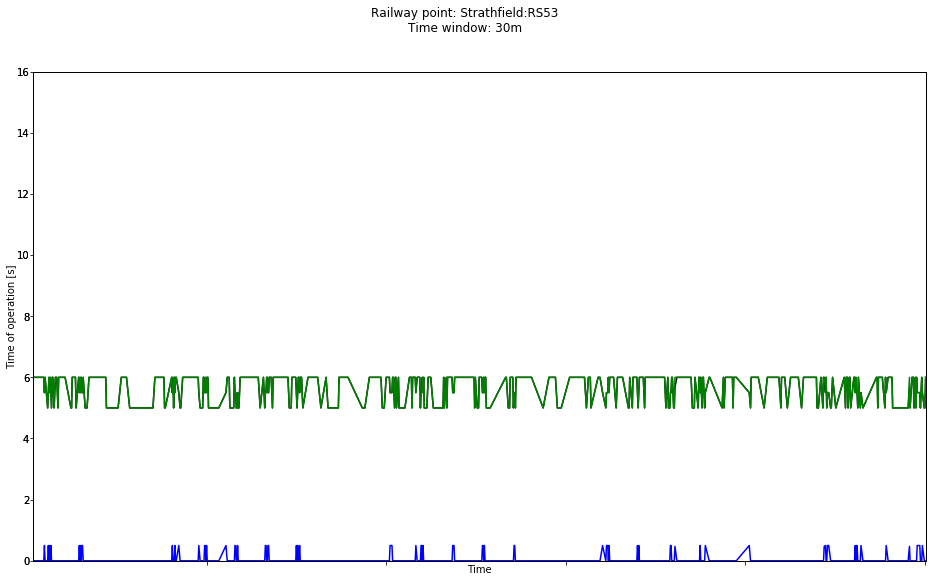 Railway point: Strathfield:RS53
Time window: 30m
16
14
12
10
8
6
4
2
0
Time of operation [s]
Time